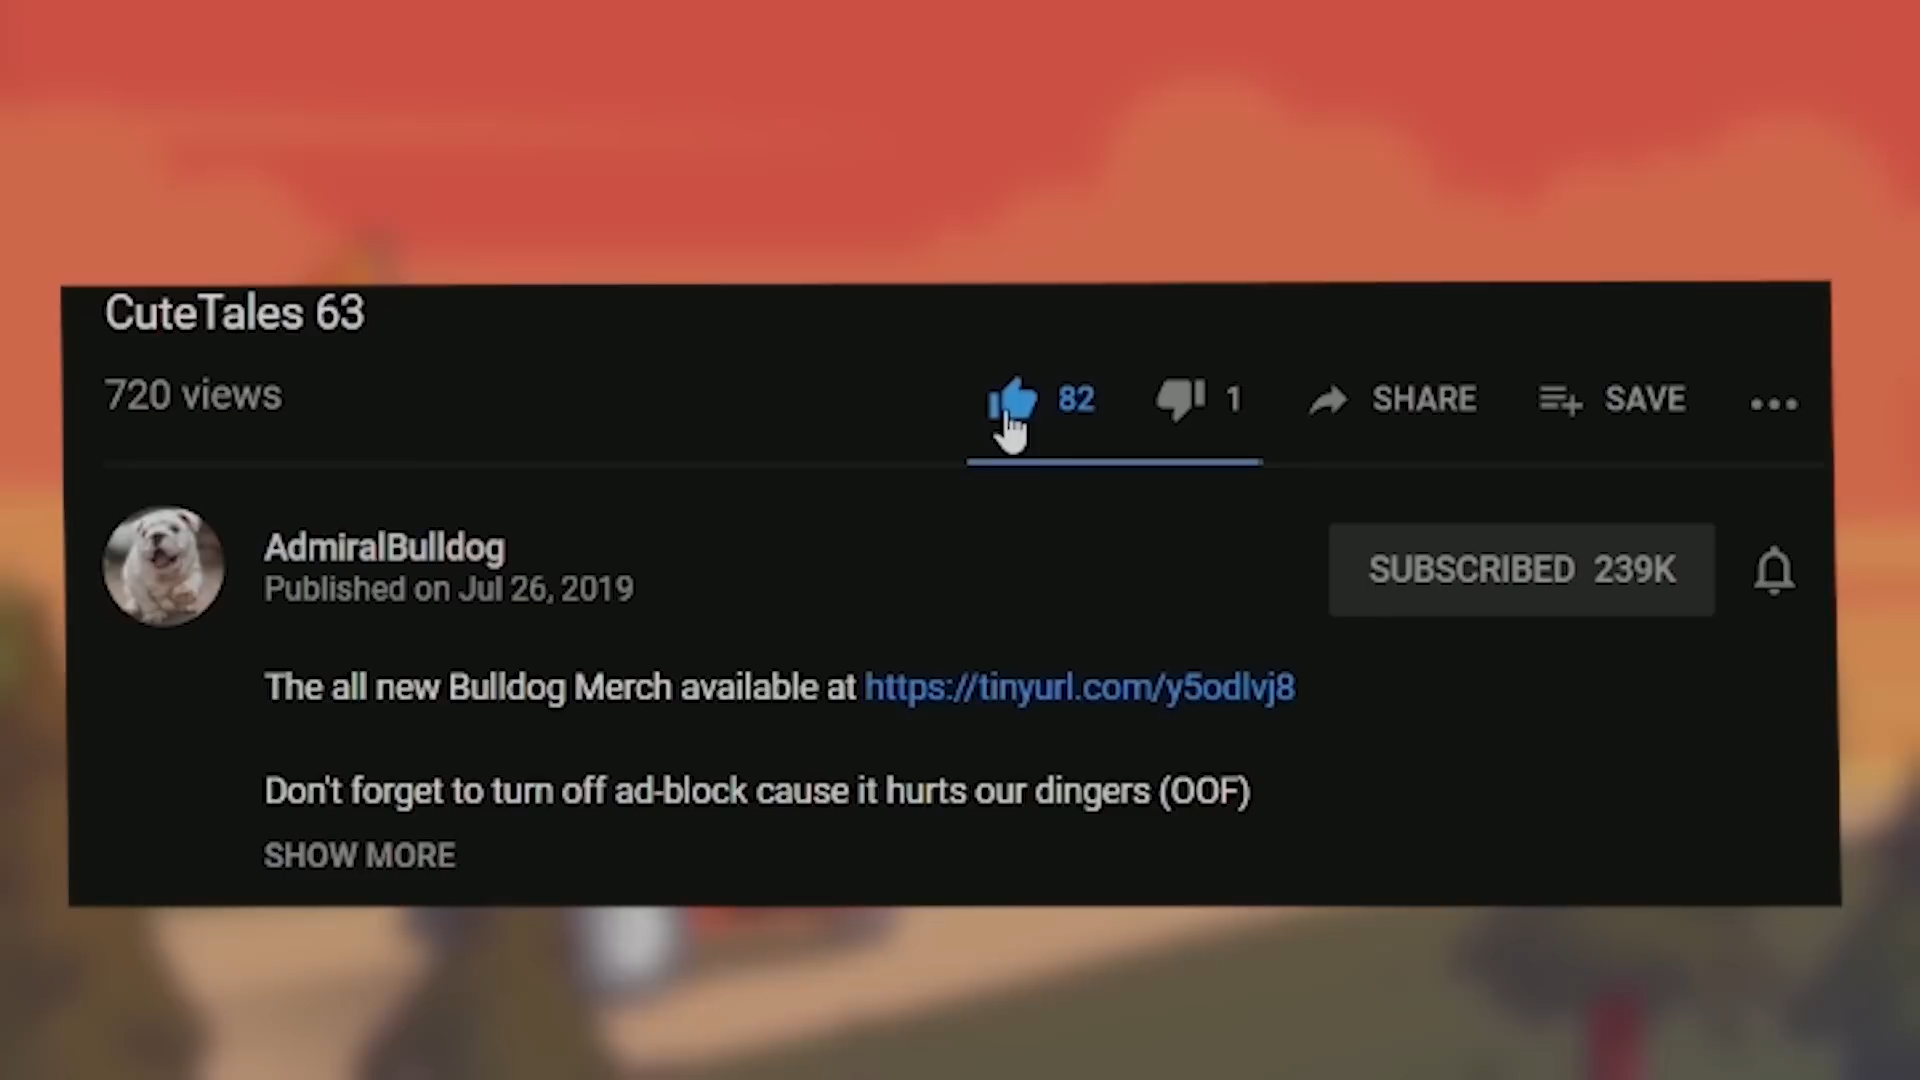 CuteTales 63
720 views
82 1 SHARE SAVE
AdmiralBulldog
Published on Jul 26, 2019
SUBSCRIBED 239K
The all new Bulldog Merch available at https://tinyurl.com/y5odlvj8
Don't forget to turn off ad-block cause it hurts our dingers (OOF)
SHOW MORE